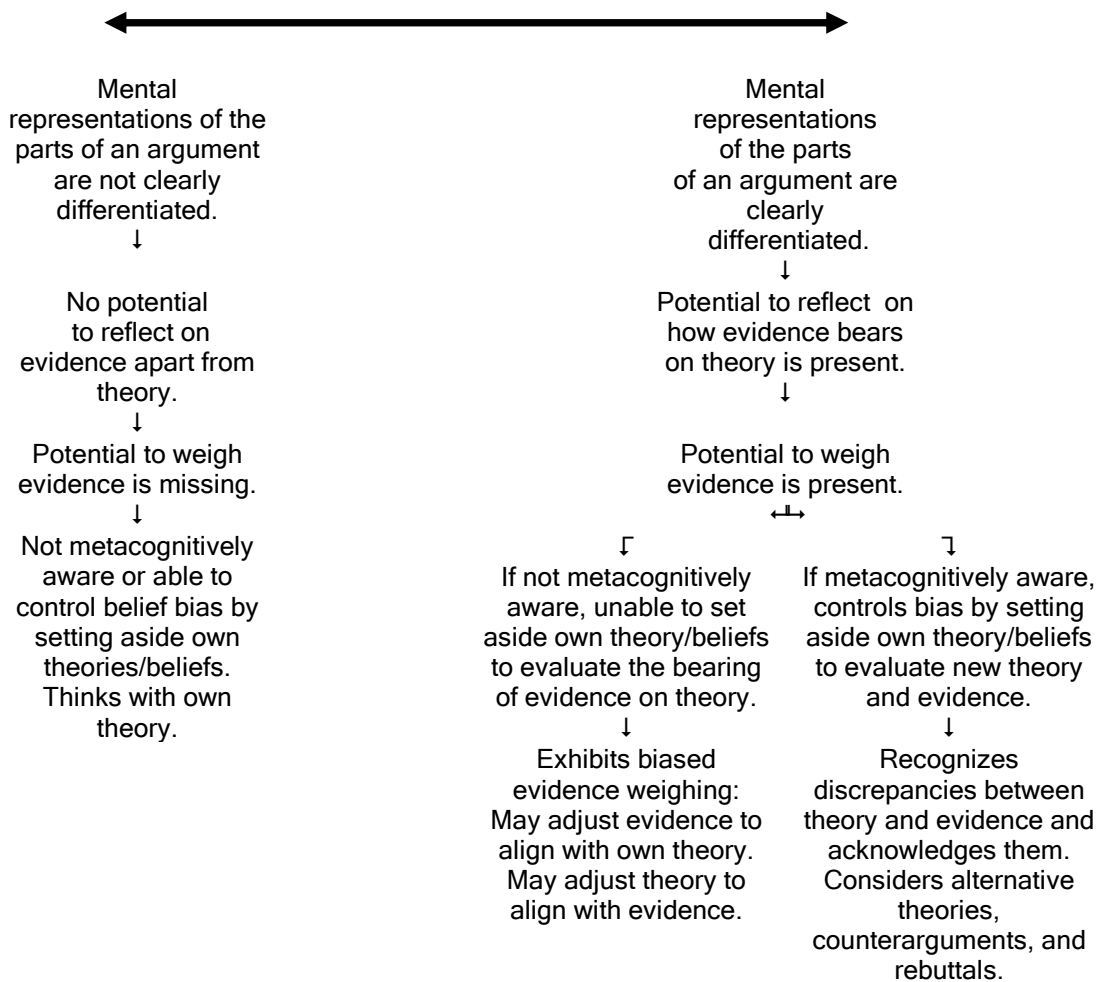 Mental
representations of the
parts of an argument
are not clearly
differentiated.
↓
No potential
to reflect on
evidence apart from
theory.
↓
Potential to weigh
evidence is missing.
↓
Not metacognitively
aware or able to
control belief bias by
setting aside own
theories/beliefs.
Thinks with own
theory.
Mental
representations
of the parts
of an argument are
clearly
differentiated.
↓
Potential to reflect on
how evidence bears
on theory is present.
↓
Potential to weigh
evidence is present.
If not metacognitively
aware, unable to set
aside own theory/beliefs
to evaluate the bearing
of evidence on theory.
↓
Exhibits biased
evidence weighing:
May adjust evidence to
align with own theory.
May adjust theory to
align with evidence.
If metacognitively aware,
controls bias by setting
aside own theory/beliefs
to evaluate new theory
and evidence.
↓
Recognizes
discrepancies between
theory and evidence and
acknowledges them.
Considers alternative
theories,
counterarguments, and
rebuttals.